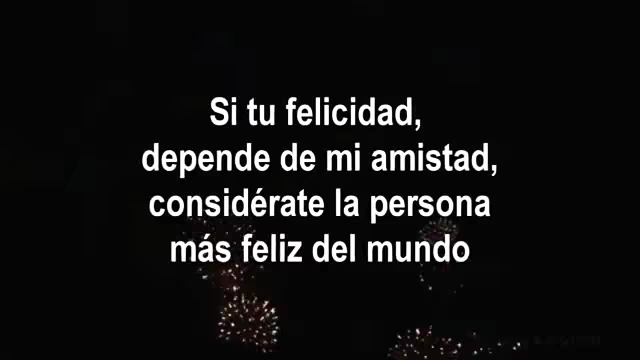 Si tu felicidad,
depende de mi amistad,
considérate la persona
más feliz del mundo